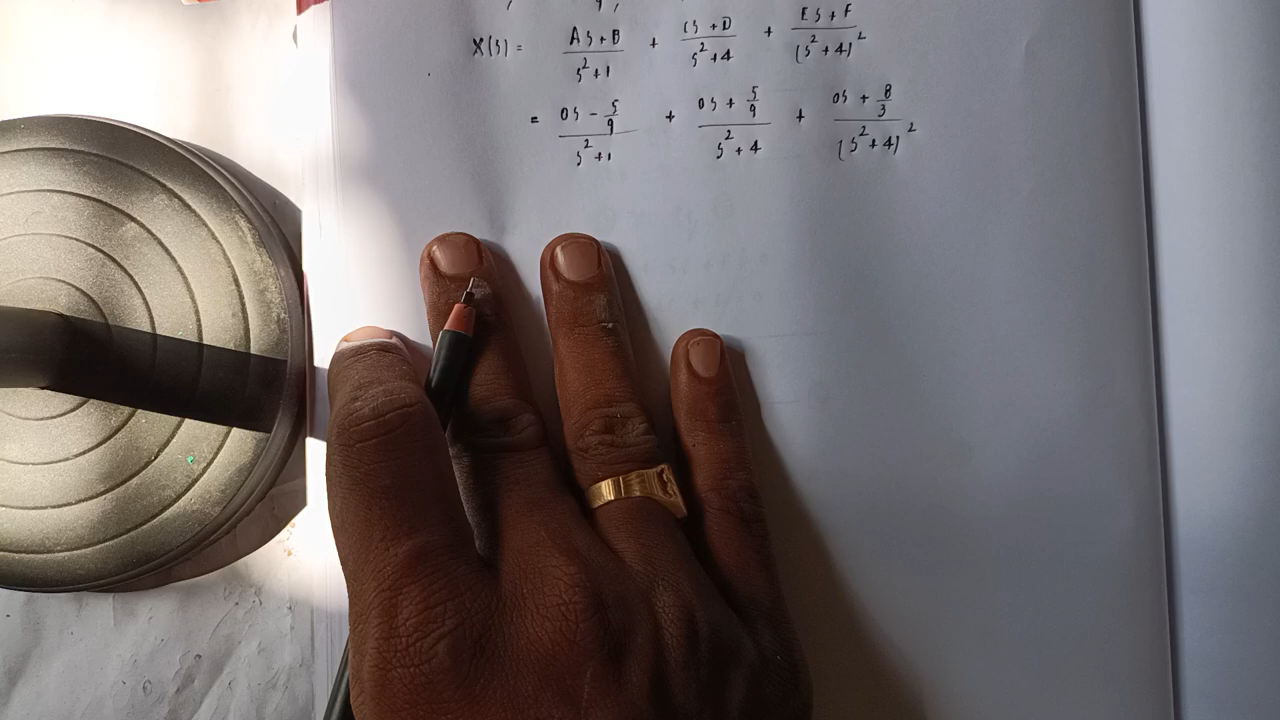 X(s) = As+B/s²+1 + Cs+D/s²+4 + Es+F/(s²+4)²
= 0s - 5/9/s²+1 + 0s + 5/9/s²+4 + 0s + 8/3/(s²+4)²